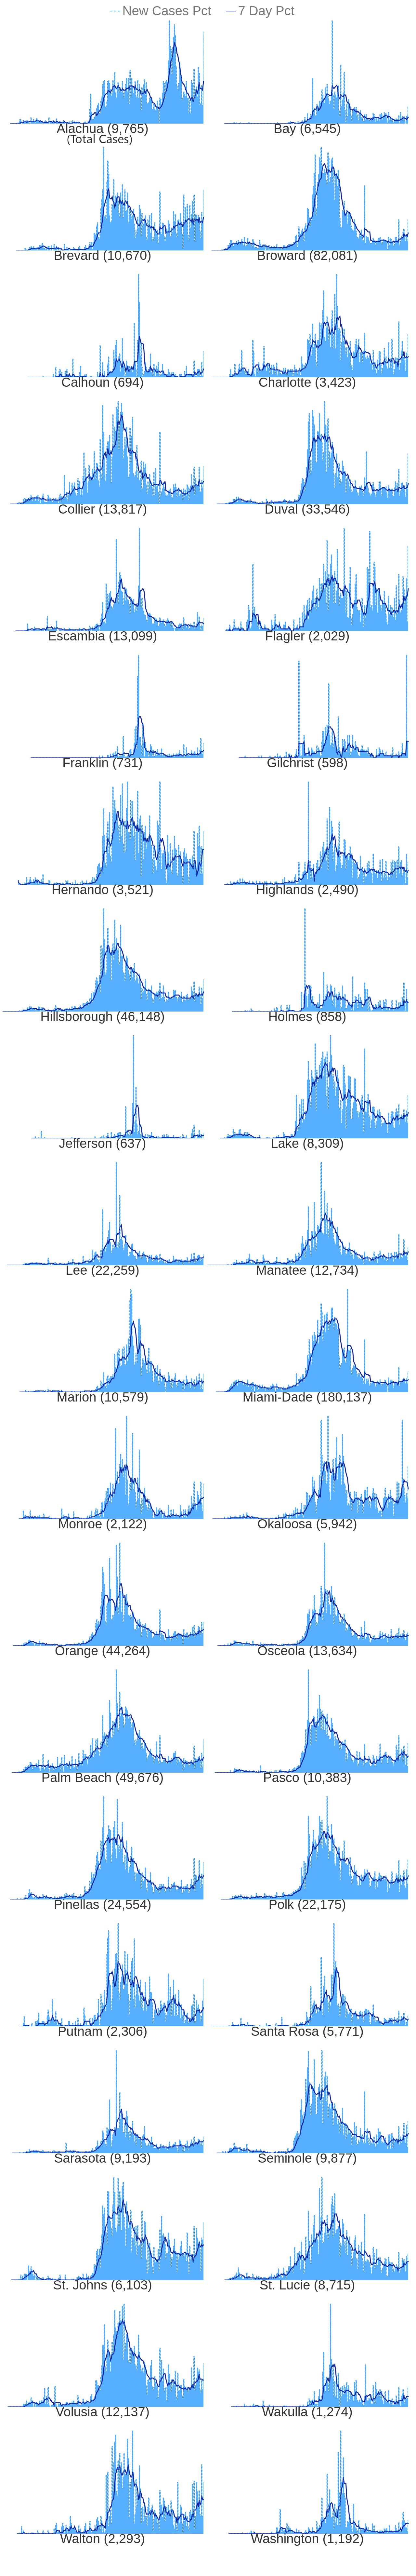 New Cases Pct 7 Day Pct
Alachua (9,765) Bay (6,545)
(Total Cases)
Brevard (10,670) Broward (82,081)
Calhoun (694) Charlotte (3,423)
Collier (13,817) Duval (33,546)
Escambia (13,099) Flagler (2,029)
Franklin (731) Gilchrist (598)
Hernando (3,521) Highlands (2,490)
Hillsborough (46,148) Holmes (858)
Jefferson (637) Lake (8,309)
Lee (22,259) Manatee (12,734)
Marion (10,579) Miami-Dade (180,137)
Monroe (2,122) Okaloosa (5,942)
Orange (44,264) Osceola (13,634)
Palm Beach (49,676) Pasco (10,383)
Pinellas (24,554) Polk (22,175)
Putnam (2,306) Santa Rosa (5,771)
Sarasota (9,193) Seminole (9,877)
St. Johns (6,103) St. Lucie (8,715)
Volusia (12,137) Wakulla (1,274)
Walton (2,293) Washington (1,192)